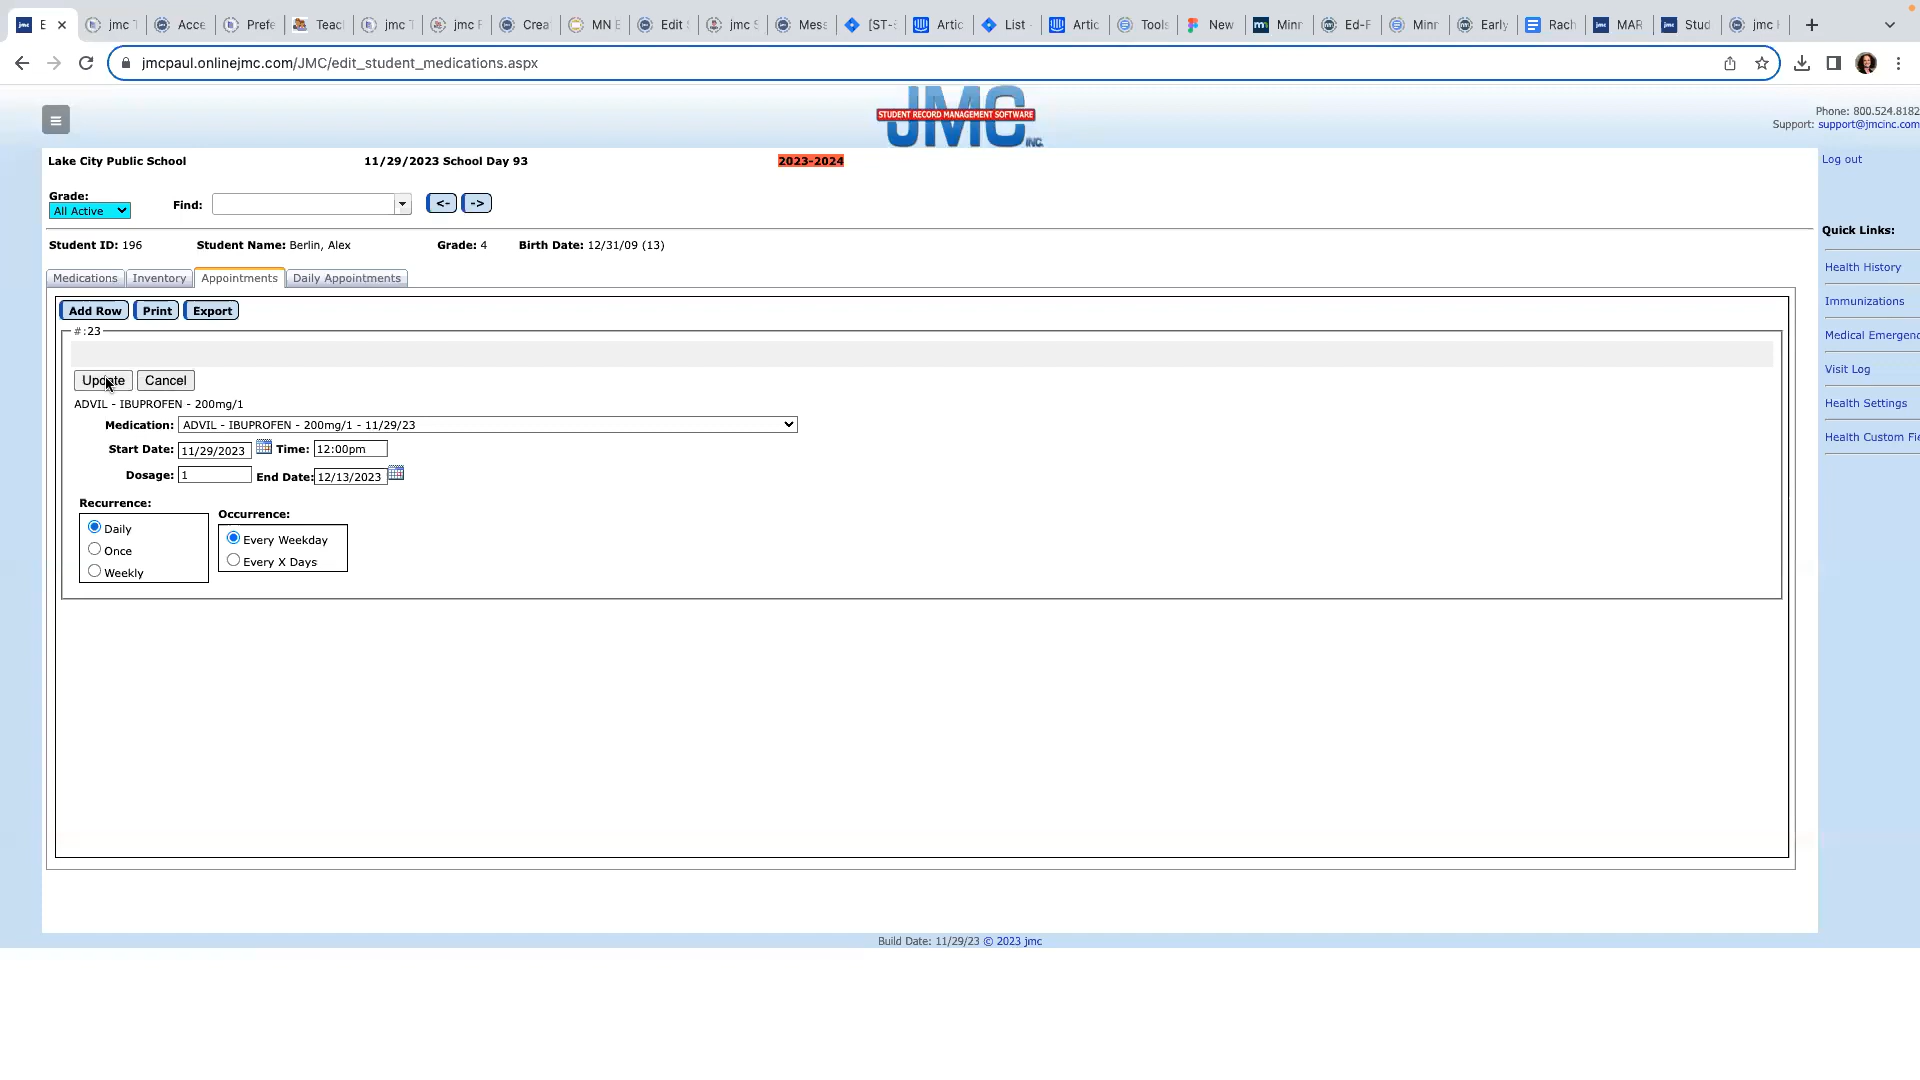 E
jmc T
Acce
Prefe
Teach
jmc T
jmc F
Crea
MN E
Edit S
jmc S
Mess
[ST-
Artic
List -
Artic
Tools
New
Minr
Ed-F
Minr
Early
Rach
MAR
Stud
jmc
jmcpaul.onlinejmc.com/JMC/edit_student_medications.aspx
JMC INC.
STUDENT RECORD MANAGEMENT SOFTWARE
Phone: 800.524.8182
Support: support@jmcinc.com
Lake City Public School 11/29/2023 School Day 93 2023-2024
Log out
Grade:
All Active
Find:
<- ->
Student ID: 196 Student Name: Berlin, Alex Grade: 4 Birth Date: 12/31/09 (13)
Medications Inventory Appointments Daily Appointments
Add Row Print Export
#:23
Update Cancel
ADVIL - IBUPROFEN - 200mg/1
Medication: ADVIL - IBUPROFEN - 200mg/1 - 11/29/23
Start Date: 11/29/2023 Time: 12:00pm
Dosage: 1 End Date: 12/13/2023
Recurrence:
Daily
Once
Weekly
Occurrence:
Every Weekday
Every X Days
Quick Links:
Health History
Immunizations
Medical Emergenc
Visit Log
Health Settings
Health Custom Fie
Build Date: 11/29/23 © 2023 jmc